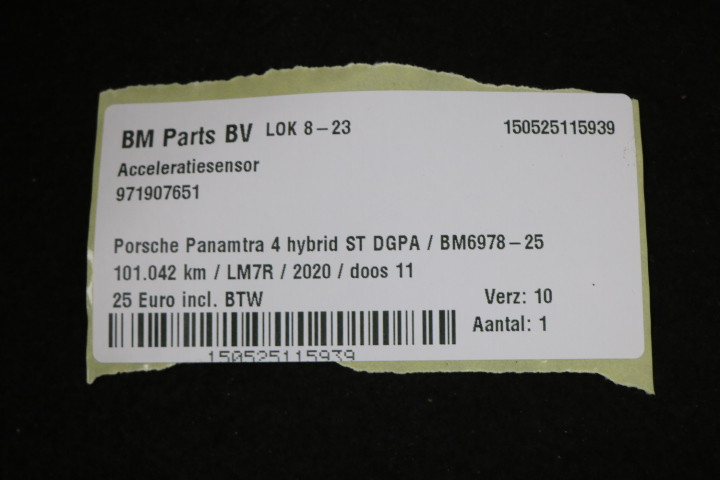 BM Parts BV LOK 8-23 150525115939
Acceleratiesensor
971907651
Porsche Panamtra 4 hybrid ST DGPA / BM6978-25
101.042 km / LM7R / 2020 / doos 11
25 Euro incl. BTW Verz: 10
Aantal: 1
150525115939